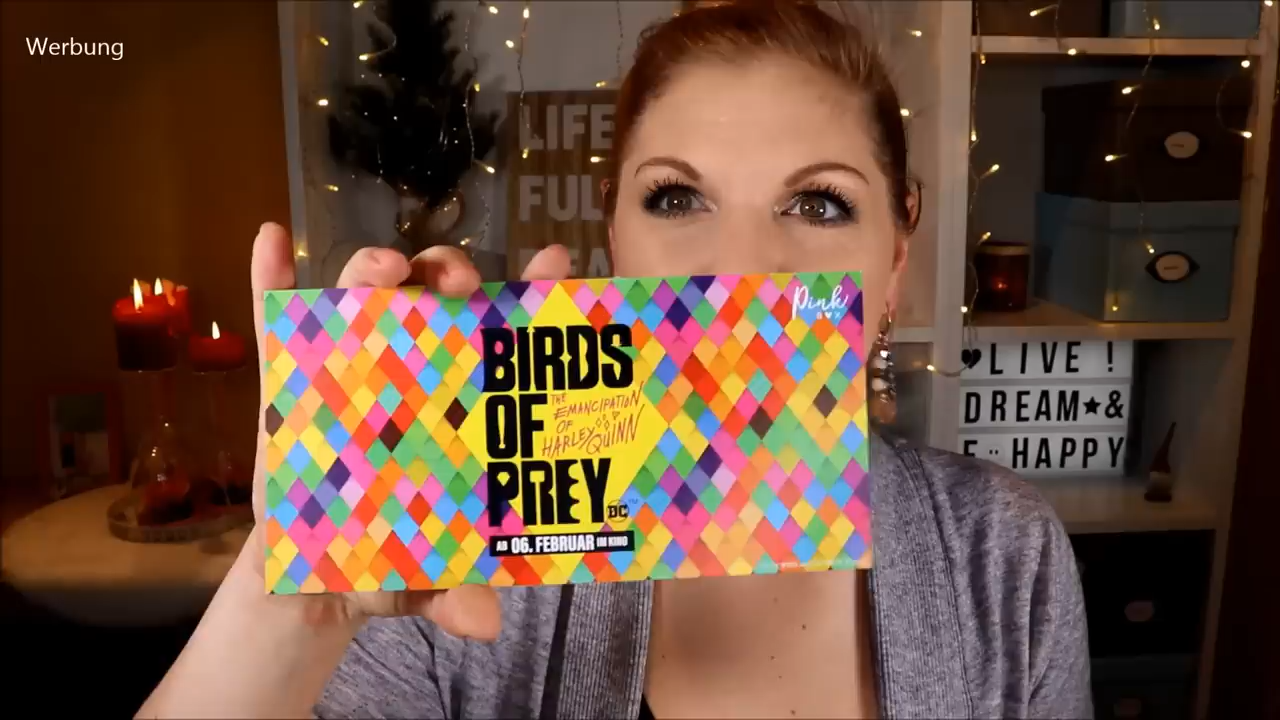 Werbung
LIFE
FUL
Pink
BOX
BIRDS
OF
PREY
THE
EMANCIPATION
OF
HARLEY QUINN
DC
AB 06. FEBRUAR IM KINO
LIVE !
DREAM★&
HAPPY